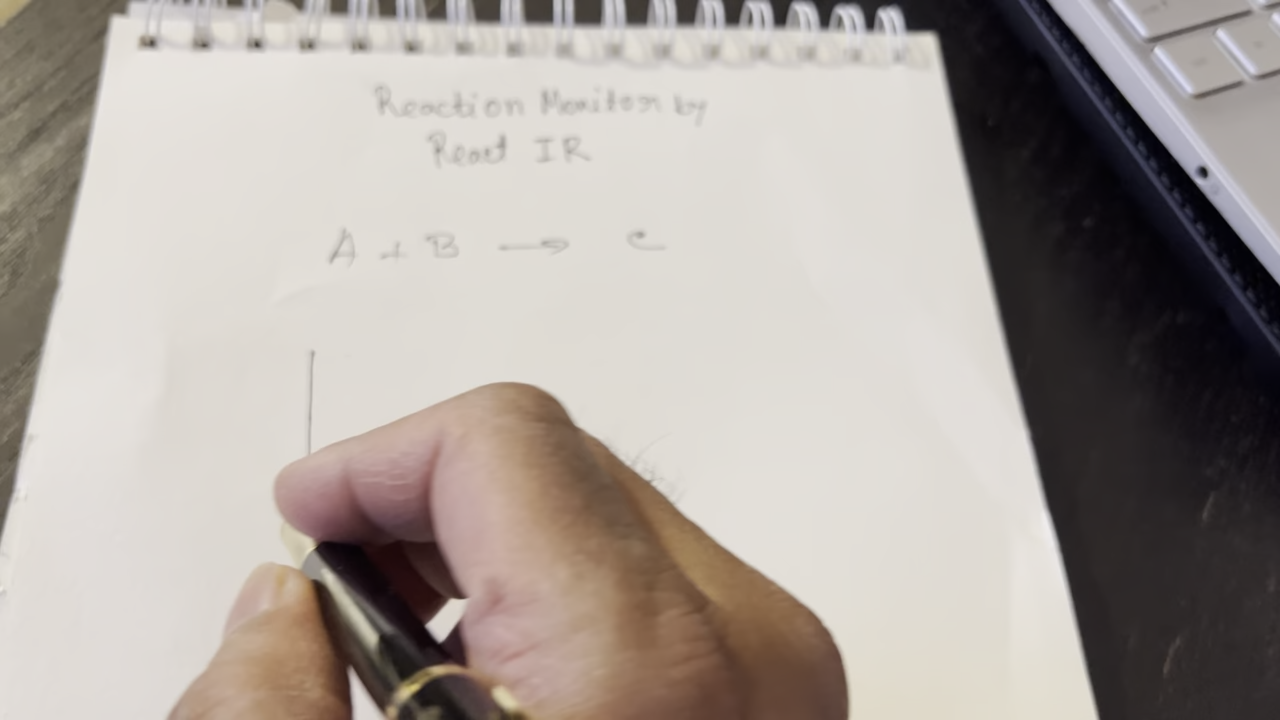 Reaction Monitor by
React IR
A + B → C